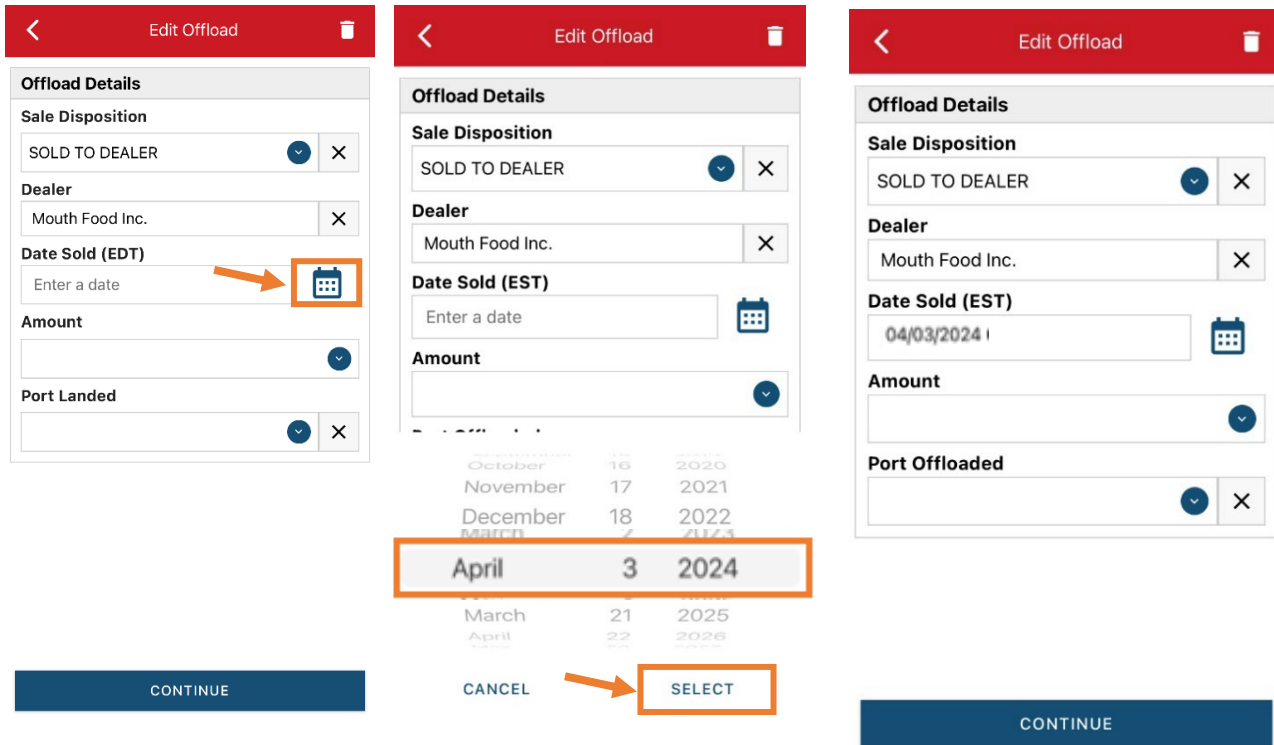 Edit Offload
Offload Details
Sale Disposition
SOLD TO DEALER
Dealer
Mouth Food Inc.
Date Sold (EDT)
Enter a date
Amount
Port Landed
CONTINUE
Edit Offload
Offload Details
Sale Disposition
SOLD TO DEALER
Dealer
Mouth Food Inc.
Date Sold (EST)
Enter a date
Amount
October 16 2020
November 17 2021
December 18 2022
March 2 2023
April 3 2024
March 21 2025
April 22 2026
CANCEL SELECT
Edit Offload
Offload Details
Sale Disposition
SOLD TO DEALER
Dealer
Mouth Food Inc.
Date Sold (EST)
04/03/2024
Amount
Port Offloaded
CONTINUE